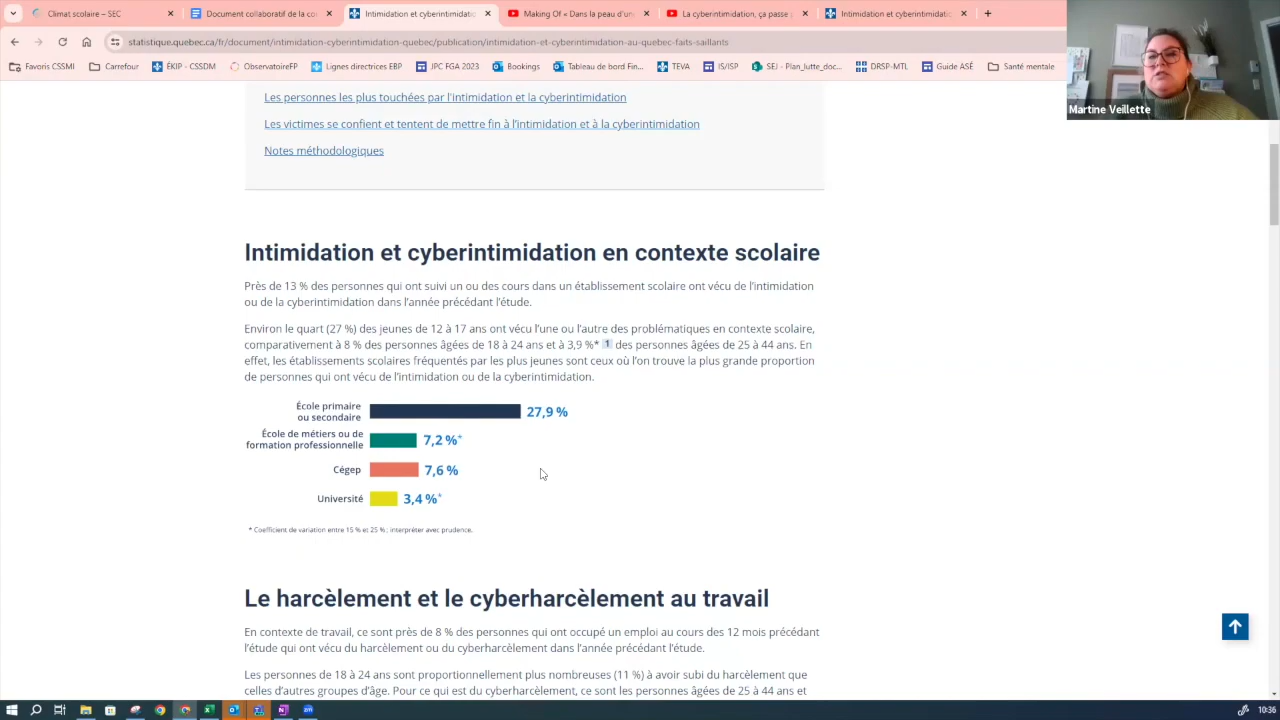 Climat scolaire – SEC
Document collaboratif de la co
Intimidation et cyberintimidatio
Making Of « Dans la peau d'un
La cyberintimidation, ça passe p
Intimidation et cyberintimidatic
statistique.quebec.ca/fr/document/intimidation-cyberintimidation-quebec/publication/intimidation-et-cyberintimidation-au-quebec-faits-saillants
Favoris CSSMI
Carrefour
ÉKIP - CSSDM
ObservatoireFP
Lignes directrices EBP
JPC FGA 2023
Bookings
Tableau de bord Fin...
TEVA
IS/ISP
SEJ - Plan_lutte_doc...
DRSP-MTL
Guide ASÉ
Santé mentale
Martine Veillette
Les personnes les plus touchées par l'intimidation et la cyberintimidation
Les victimes se confient et tentent de mettre fin à l'intimidation et à la cyberintimidation
Notes méthodologiques
Intimidation et cyberintimidation en contexte scolaire
Près de 13 % des personnes qui ont suivi un ou des cours dans un établissement scolaire ont vécu de l'intimidation
ou de la cyberintimidation dans l'année précédant l'étude.
Environ le quart (27 %) des jeunes de 12 à 17 ans ont vécu l'une ou l'autre des problématiques en contexte scolaire,
comparativement à 8 % des personnes âgées de 18 à 24 ans et à 3,9 %* 1 des personnes âgées de 25 à 44 ans. En
effet, les établissements scolaires fréquentés par les plus jeunes sont ceux où l'on trouve la plus grande proportion
de personnes qui ont vécu de l'intimidation ou de la cyberintimidation.
École primaire
ou secondaire
27,9 %
École de métiers ou de
formation professionnelle
7,2 %*
Cégep
7,6 %
Université
3,4 %*
* Coefficient de variation entre 15 % et 25 % ; interpréter avec prudence.
Le harcèlement et le cyberharcèlement au travail
En contexte de travail, ce sont près de 8 % des personnes qui ont occupé un emploi au cours des 12 mois précédant
l'étude qui ont vécu du harcèlement ou du cyberharcèlement dans l'année précédant l'étude.
Les personnes de 18 à 24 ans sont proportionnellement plus nombreuses (11 %) à avoir subi du harcèlement que
celles d'autres groupes d'âge. Pour ce qui est du cyberharcèlement, ce sont les personnes âgées de 25 à 44 ans et
10:36